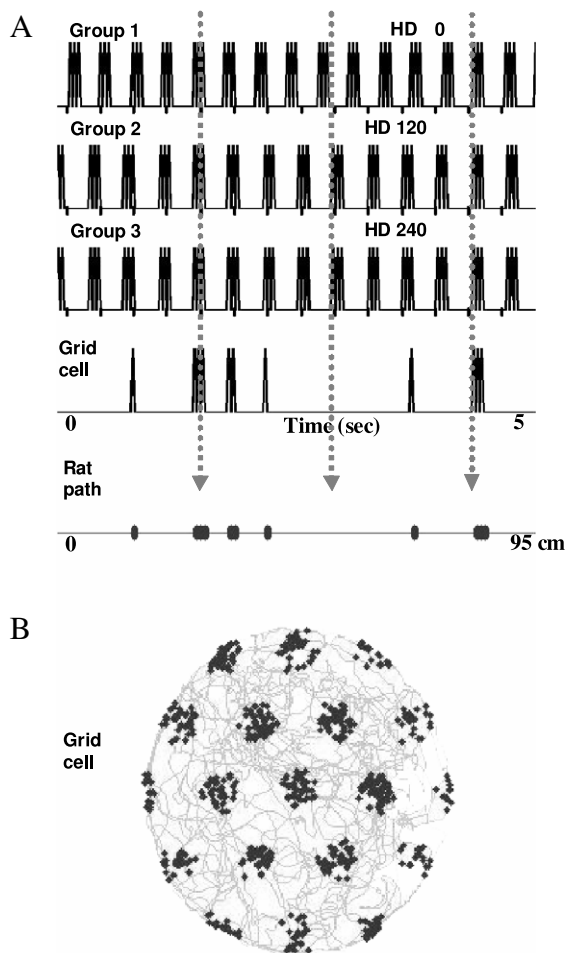 A
Group 1 HD 0
Group 2 HD 120
Group 3 HD 240
Grid
cell
0 Time (sec) 5
Rat
path
0 95 cm
B
Grid
cell